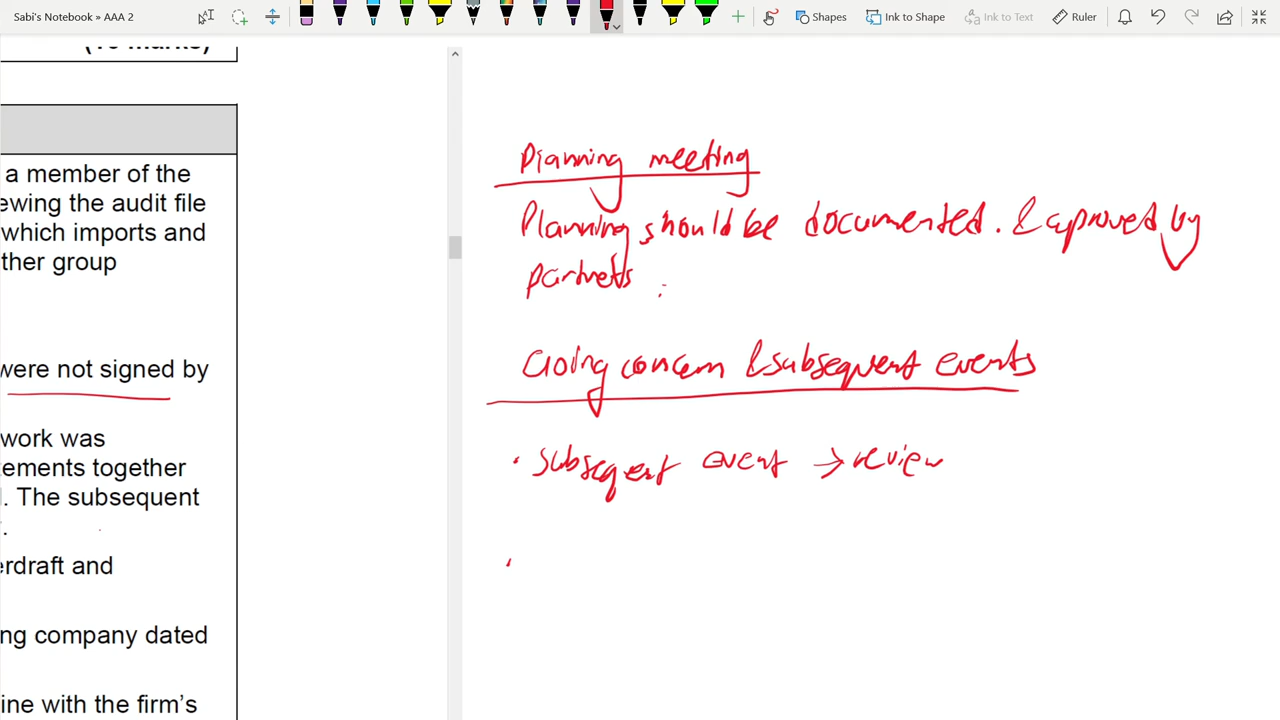 Sabi's Notebook » AAA 2
Shapes
Ink to Shape
Ink to Text
Ruler
marks)
a member of the
ewing the audit file
which imports and
ther group
were not signed by
work was
tements together
. The subsequent
erdraft and
ng company dated
ine with the firm's
Planning meeting
Planning should be documented. & approved by
partners
Going concern & subsequent events
• Subsequent event → review
•